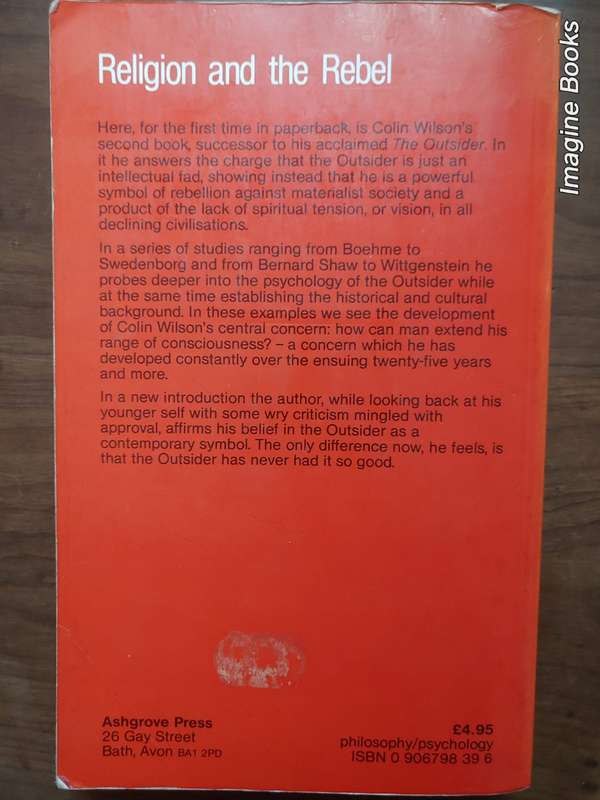 Religion and the Rebel
Here, for the first time in paperback, is Colin Wilson's
second book, successor to his acclaimed The Outsider. In
it he answers the charge that the Outsider is just an
intellectual fad, showing instead that he is a powerful
symbol of rebellion against materialist society and a
product of the lack of spiritual tension, or vision, in all
declining civilisations.
In a series of studies ranging from Boehme to
Swedenborg and from Bernard Shaw to Wittgenstein he
probes deeper into the psychology of the Outsider while
at the same time establishing the historical and cultural
background. In these examples we see the development
of Colin Wilson's central concern: how can man extend his
range of consciousness? – a concern which he has
developed constantly over the ensuing twenty-five years
and more.
In a new introduction the author, while looking back at his
younger self with some wry criticism mingled with
approval, affirms his belief in the Outsider as a
contemporary symbol. The only difference now, he feels, is
that the Outsider has never had it so good.
Ashgrove Press
26 Gay Street
Bath, Avon BA1 2PD
£4.95
philosophy/psychology
ISBN 0 906798 39 6
Imagine Books